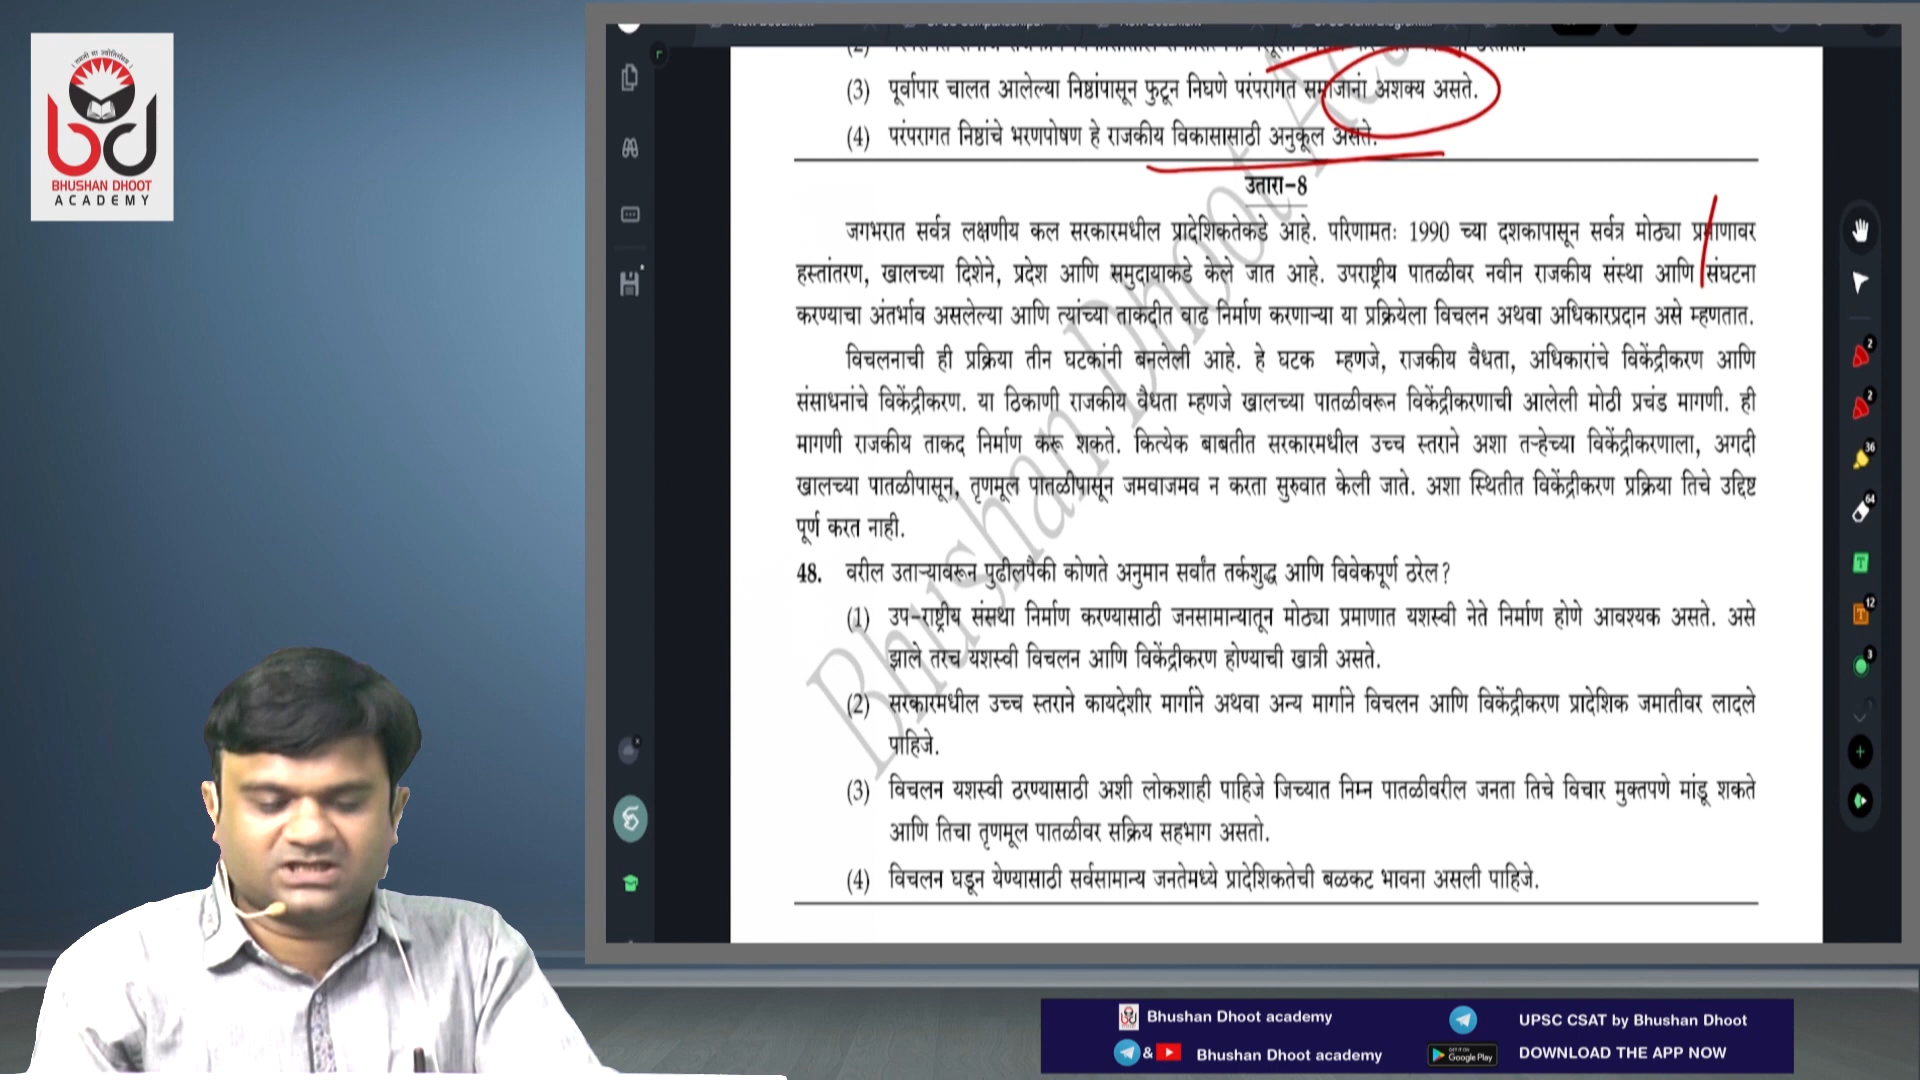 BHUSHAN DHOOT
ACADEMY
(3) पूर्वापार चालत आलेल्या निष्ठांपासून फुटून निघणे परंपरागत समाजानां अशक्य असते.
(4) परंपरागत निष्ठांचे भरणपोषण हे राजकीय विकासासाठी अनुकूल असते.
उतारा-8
जगभरात सर्वत्र लक्षणीय कल सरकारमधील प्रादेशिकतेकडे आहे. परिणामतः 1990 च्या दशकापासून सर्वत्र मोठ्या प्रमाणावर
हस्तांतरण, खालच्या दिशेने, प्रदेश आणि समुदायाकडे केले जात आहे. उपराष्ट्रीय पातळीवर नवीन राजकीय संस्था आणि संघटना
करण्याचा अंतर्भाव असलेल्या आणि त्यांच्या ताकदीत वाढ निर्माण करणाऱ्या या प्रक्रियेला विचलन अथवा अधिकारप्रदान असे म्हणतात.
विचलनाची ही प्रक्रिया तीन घटकांनी बनलेली आहे. हे घटक म्हणजे, राजकीय वैधता, अधिकारांचे विकेंद्रीकरण आणि
संसाधनांचे विकेंद्रीकरण. या ठिकाणी राजकीय वैधता म्हणजे खालच्या पातळीवरून विकेंद्रीकरणाची आलेली मोठी प्रचंड मागणी. ही
मागणी राजकीय ताकद निर्माण करू शकते. कित्येक बाबतीत सरकारमधील उच्च स्तराने अशा तऱ्हेच्या विकेंद्रीकरणाला, अगदी
खालच्या पातळीपासून, तृणमूल पातळीपासून जमवाजमव न करता सुरुवात केली जाते. अशा स्थितीत विकेंद्रीकरण प्रक्रिया तिचे उद्दिष्ट
पूर्ण करत नाही.
48. वरील उताऱ्यावरून पुढीलपैकी कोणते अनुमान सर्वांत तर्कशुद्ध आणि विवेकपूर्ण ठरेल?
(1) उप-राष्ट्रीय संसथा निर्माण करण्यासाठी जनसामान्यातून मोठ्या प्रमाणात यशस्वी नेते निर्माण होणे आवश्यक असते. असे
झाले तरच यशस्वी विचलन आणि विकेंद्रीकरण होण्याची खात्री असते.
(2) सरकारमधील उच्च स्तराने कायदेशीर मार्गाने अथवा अन्य मार्गाने विचलन आणि विकेंद्रीकरण प्रादेशिक जमातीवर लादले
पाहिजे.
(3) विचलन यशस्वी ठरण्यासाठी अशी लोकशाही पाहिजे जिच्यात निम्न पातळीवरील जनता तिचे विचार मुक्तपणे मांडू शकते
आणि तिचा तृणमूल पातळीवर सक्रिय सहभाग असतो.
(4) विचलन घडून येण्यासाठी सर्वसामान्य जनतेमध्ये प्रादेशिकतेची बळकट भावना असली पाहिजे.
Bhushan Dhoot
Bhushan Dhoot academy
UPSC CSAT by Bhushan Dhoot
& Bhushan Dhoot academy
Google Play
DOWNLOAD THE APP NOW